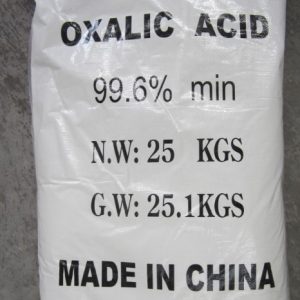 OXALIC ACID
99.6% min
N.W: 25 KGS
G.W: 25.1KGS
MADE IN CHINA